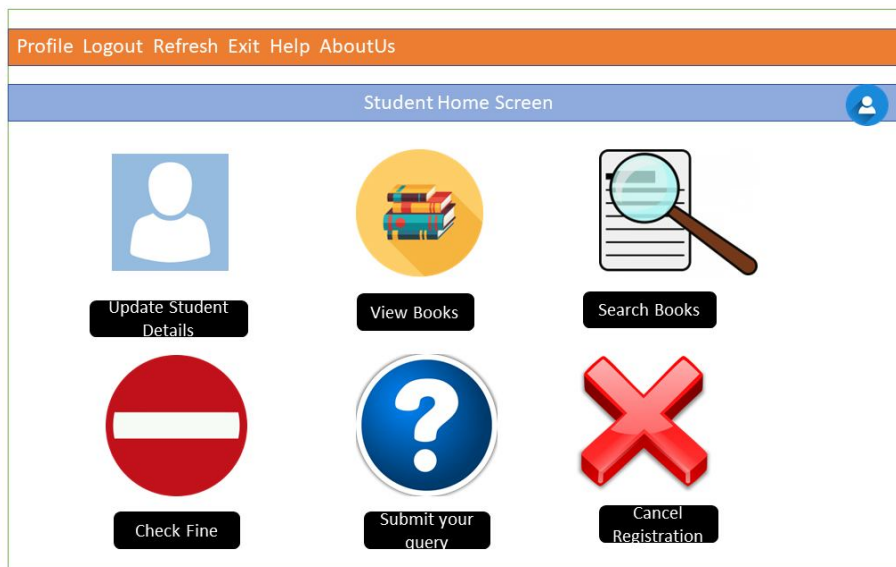 Profile Logout Refresh Exit Help AboutUs
Student Home Screen
Update Student
Details
View Books
Search Books
Check Fine
Submit your
query
Cancel
Registration